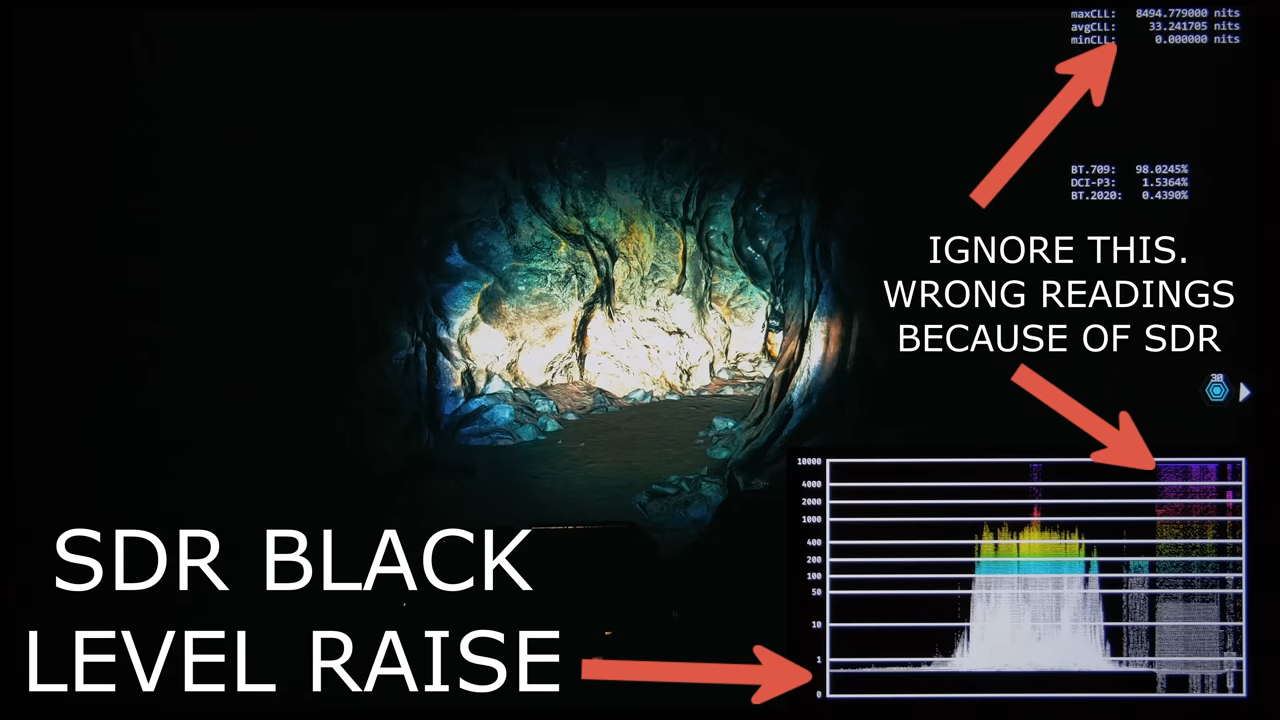 maxCLL: 8494.779000 nits
avgCLL: 33.241705 nits
minCLL: 0.000000 nits
BT.709: 98.0245%
DCI-P3: 1.5364%
BT.2020: 0.4390%
IGNORE THIS.
WRONG READINGS
BECAUSE OF SDR
30
10000
4000
2000
1000
400
200
100
50
10
1
0
SDR BLACK
LEVEL RAISE